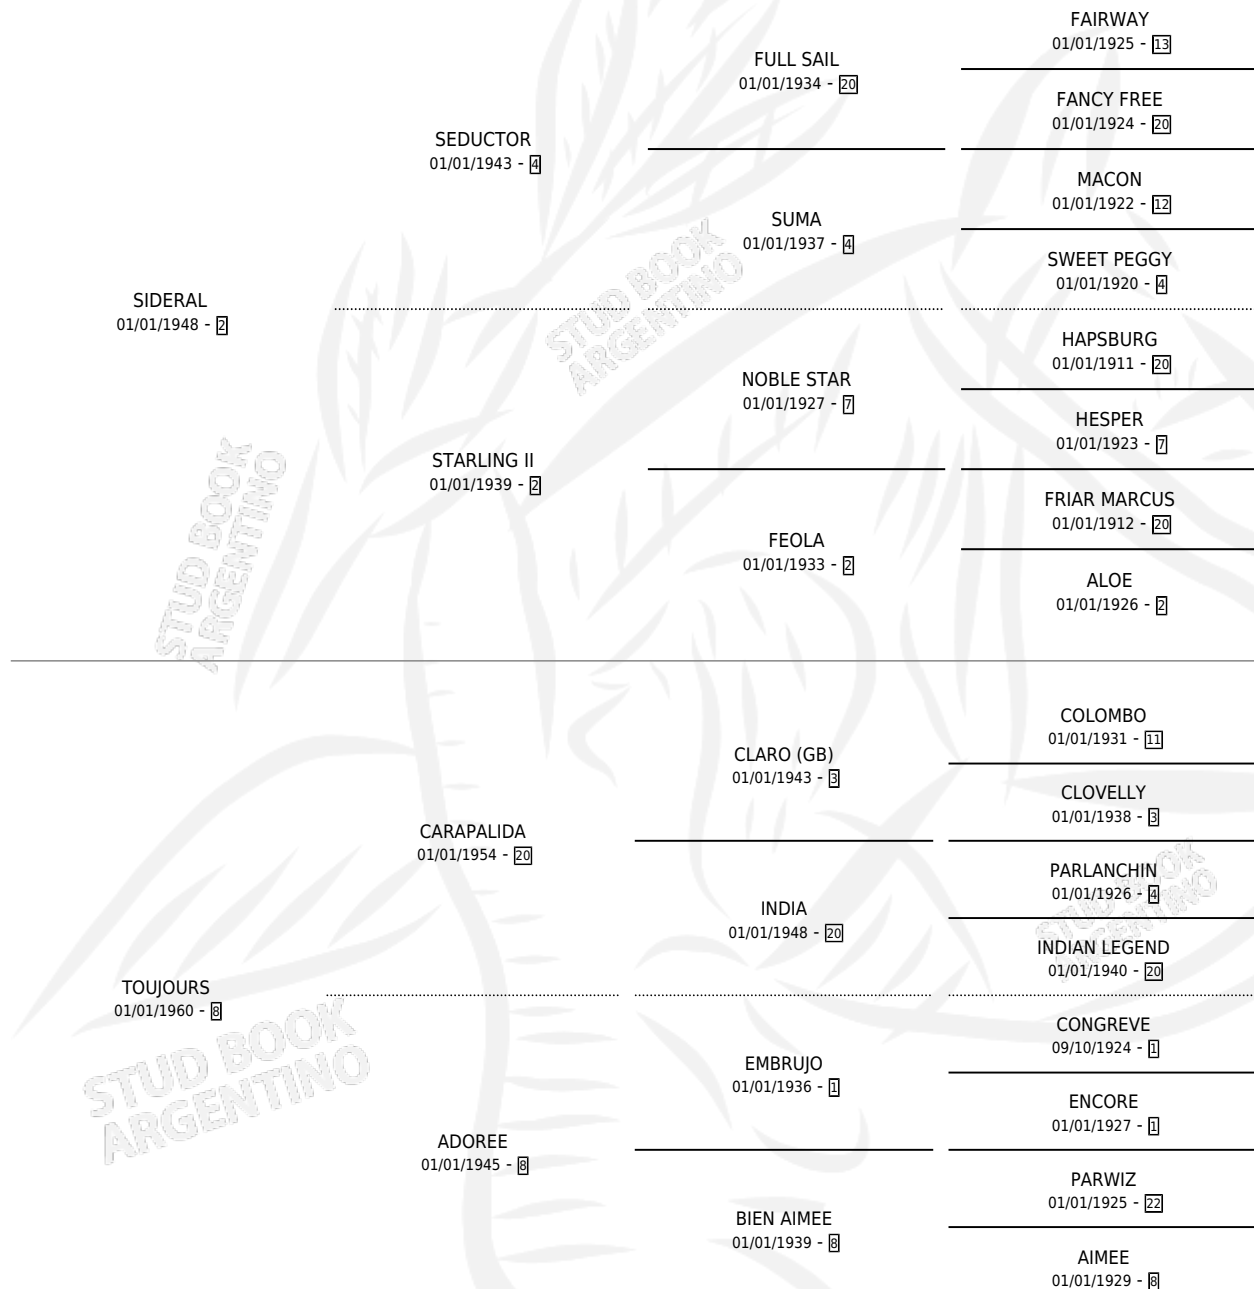 FAIRWAY
01/01/1925 - 13
FULL SAIL
01/01/1934 - 20
FANCY FREE
01/01/1924 - 20
SEDUCTOR
01/01/1943 - 4
MACON
01/01/1922 - 12
SUMA
01/01/1937 - 4
SWEET PEGGY
01/01/1920 - 4
SIDERAL
01/01/1948 - 2
HAPSBURG
01/01/1911 - 20
NOBLE STAR
01/01/1927 - 7
HESPER
01/01/1923 - 7
STARLING II
01/01/1939 - 2
FRIAR MARCUS
01/01/1912 - 20
FEOLA
01/01/1933 - 2
ALOE
01/01/1926 - 2
COLOMBO
01/01/1931 - 11
CLARO (GB)
01/01/1943 - 3
CLOVELLY
01/01/1938 - 3
CARAPALIDA
01/01/1954 - 20
PARLANCHIN
01/01/1926 - 4
INDIA
01/01/1948 - 20
INDIAN LEGEND
01/01/1940 - 20
TOUJOURS
01/01/1960 - 8
CONGREVE
09/10/1924 - 1
EMBRUJO
01/01/1936 - 1
ENCORE
01/01/1927 - 1
ADOREE
01/01/1945 - 8
PARWIZ
01/01/1925 - 22
BIEN AIMEE
01/01/1939 - 8
AIMEE
01/01/1929 - 8
STUD BOOK
ARGENTINO
STUD BOOK
ARGENTINO
STUD BOOK
ARGENTINO
STUD BOOK
ARGENTINO